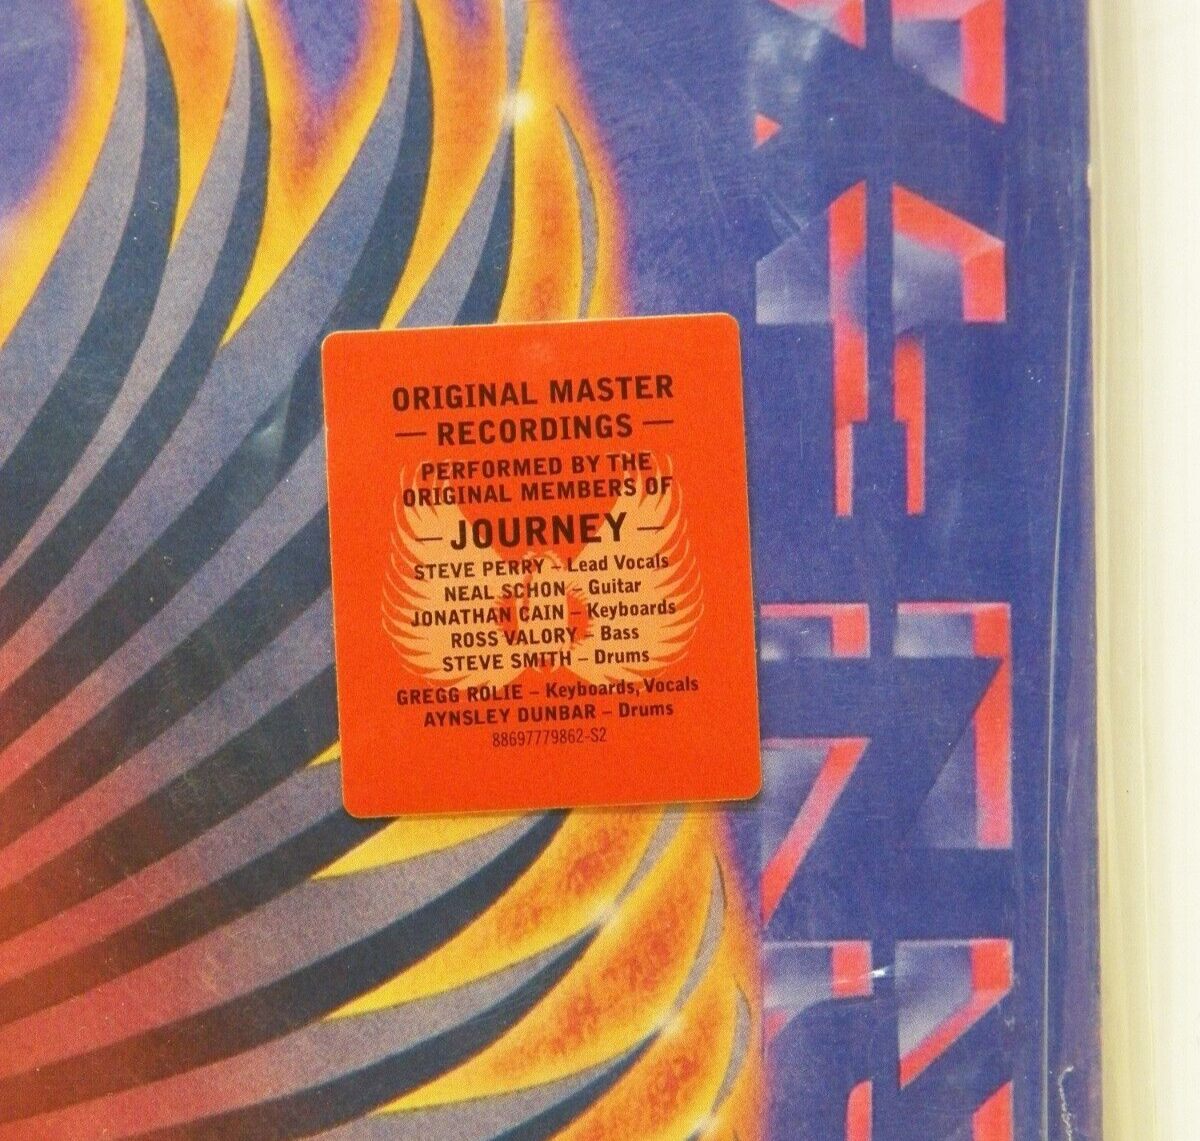 ORIGINAL MASTER
— RECORDINGS —
PERFORMED BY THE
ORIGINAL MEMBERS OF
— JOURNEY —
STEVE PERRY – Lead Vocals
NEAL SCHON – Guitar
JONATHAN CAIN – Keyboards
ROSS VALORY – Bass
STEVE SMITH – Drums
GREGG ROLIE – Keyboards, Vocals
AYNSLEY DUNBAR – Drums
88697779862-S2